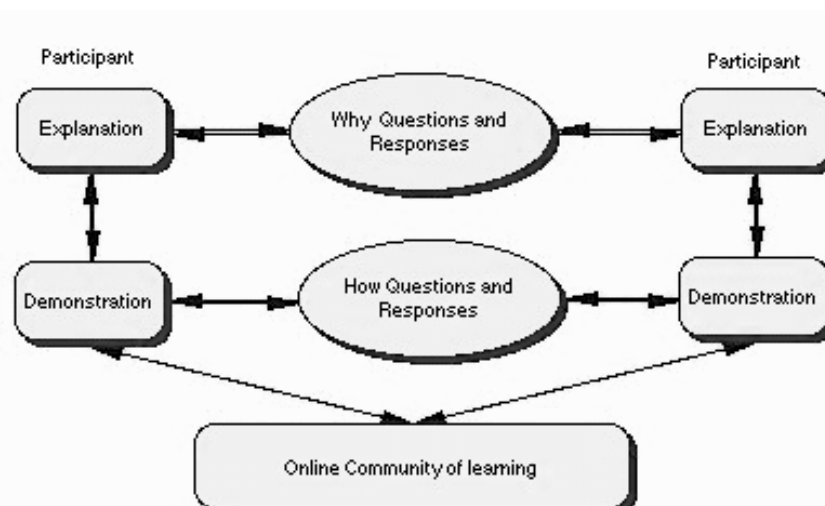 Participant
Participant
Explanation
Why Questions and
Responses
Explanation
Demonstration
How Questions and
Responses
Demonstration
Online Community of learning